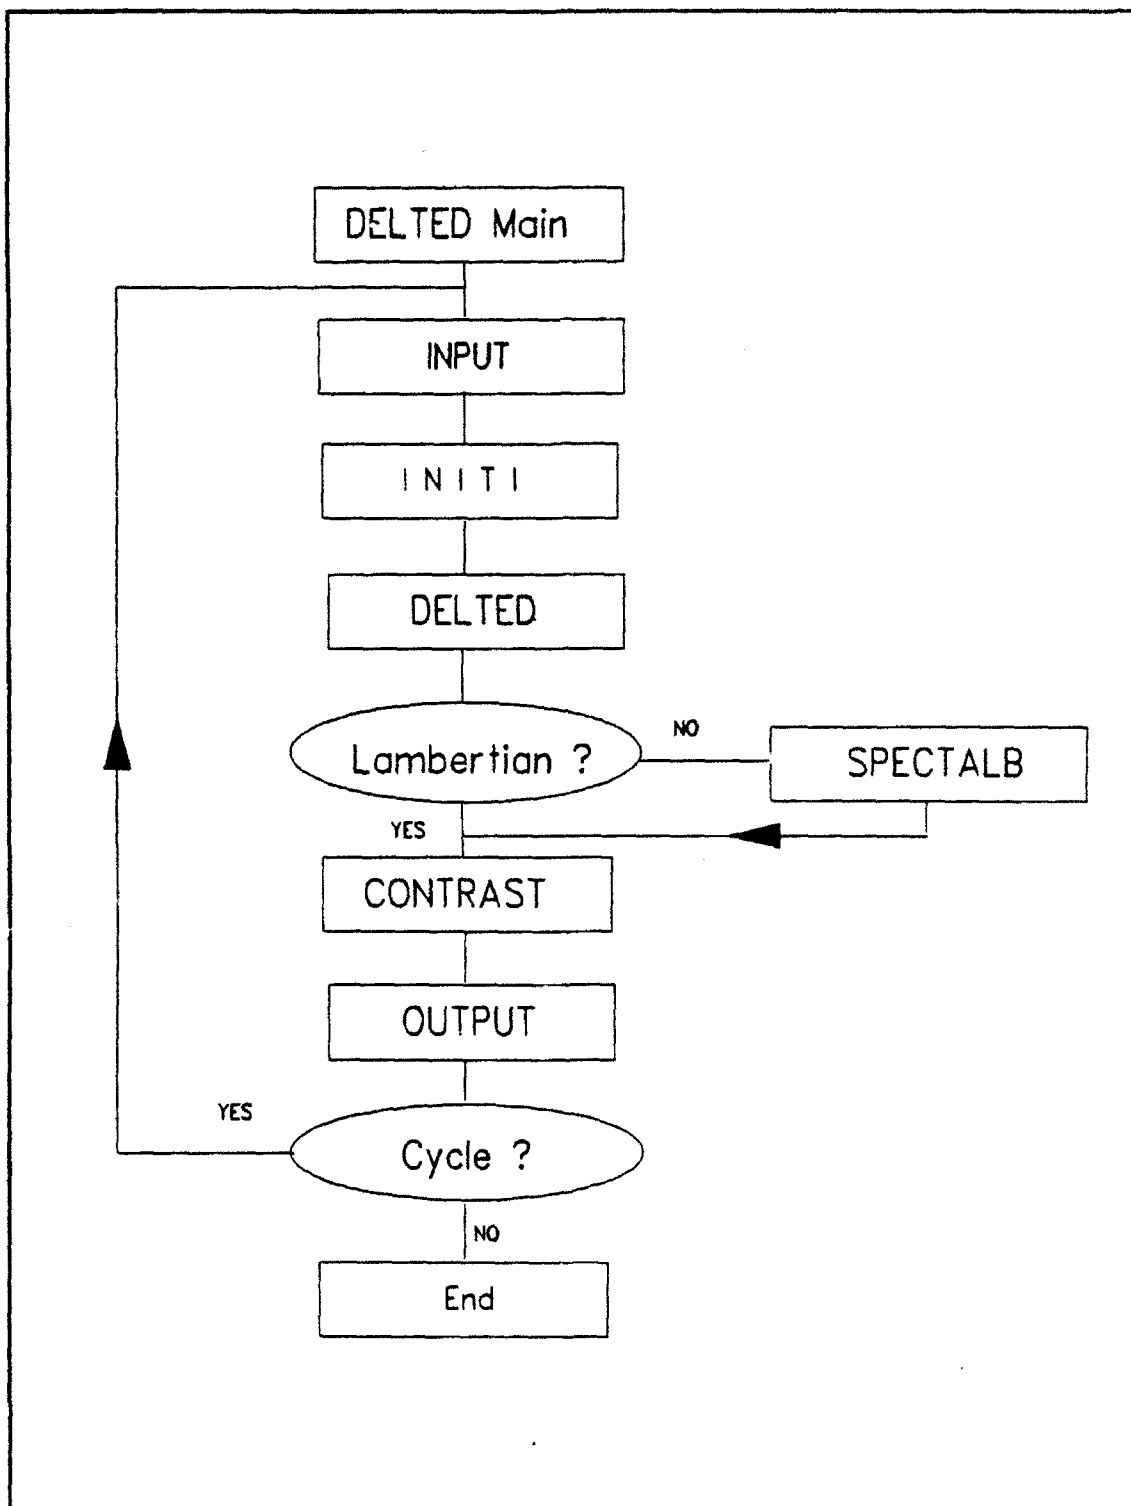 DELTED Main
INPUT
INITI
DELTED
Lambertian ?
NO
SPECTALB
YES
CONTRAST
OUTPUT
YES
Cycle ?
NO
End